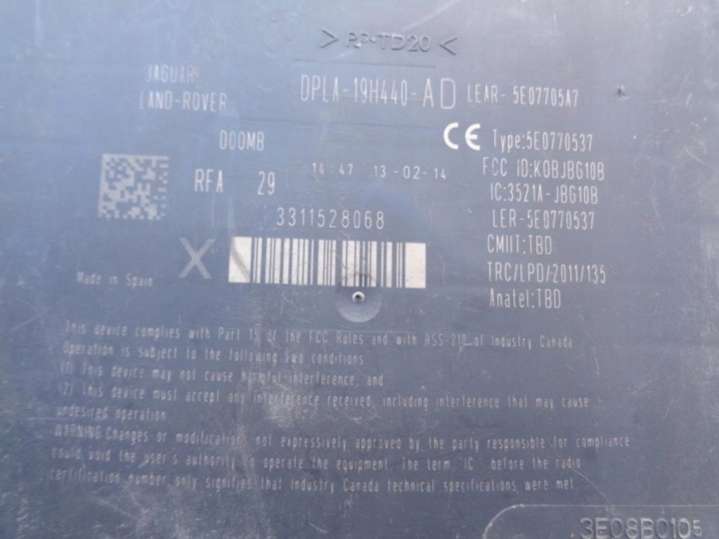 > PP-TD20 <
JAGUAR
LAND-ROVER
DPLA-19H440-AD
LEAR- 5E07705A7
000MB
CE Type:5E0770537
RFA 29
14:47 13-02-14
FCC ID:KOBJBG10B
IC:3521A-JBG10B
3311528068
LER-5E0770537
CMIIT:TBD
TRC/LPD/2011/135
Anatel:TBD
X
Made in Spain
This device complies with Part 15 of the FCC Rules and with RSS-210 of Industry Canada
Operation is subject to the following two conditions
(1) This device may not cause harmful interference, and
(2) This device must accept any interference received, including interference that may cause
undesired operation
WARNING Changes or modifications not expressively approved by the party responsible for compliance
could void the user's authority to operate the equipment. The term "IC" before the radio
certification number only signifies that Industry Canada technical specifications were met
3E08B0105